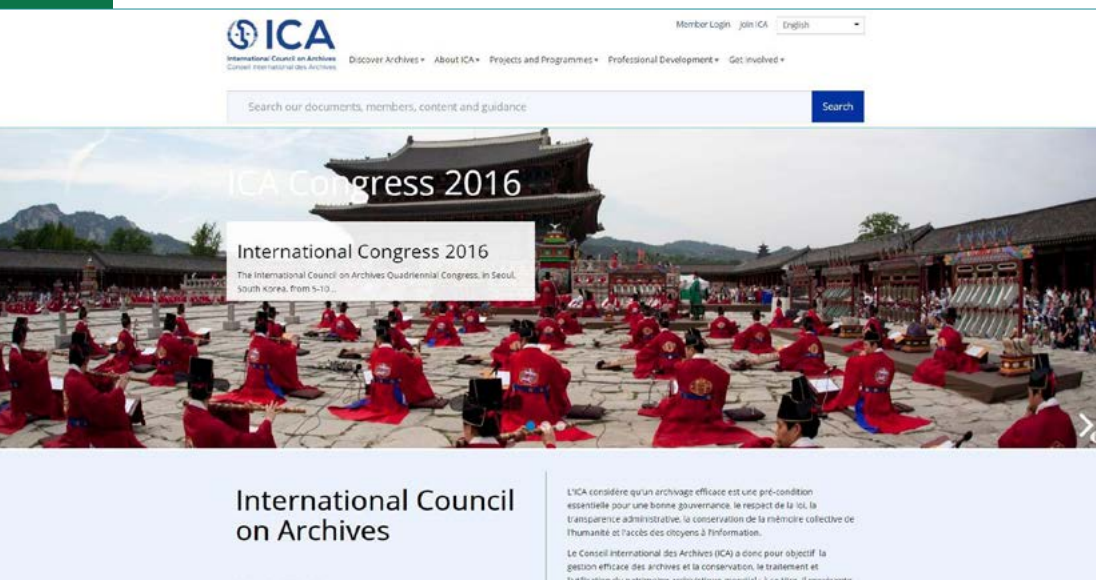 Member Login Join ICA English
ICA
International Council on Archives
Conseil International des Archives
Discover Archives About ICA Projects and Programmes Professional Development Get Involved
Search our documents, members, content and guidance Search
ICA Congress 2016
International Congress 2016
The International Council on Archives Quadriennial Congress, in Seoul,
South Korea, from 5-10...
International Council
on Archives
L'ICA considère qu'un archivage efficace est une pré-condition
essentielle pour une bonne gouvernance, le respect de la loi, la
transparence administrative, la conservation de la mémoire collective de
l'humanité et l'accès des citoyens à l'information.
Le Conseil International des Archives (ICA) a donc pour objectif la
gestion efficace des archives et la conservation, le traitement et